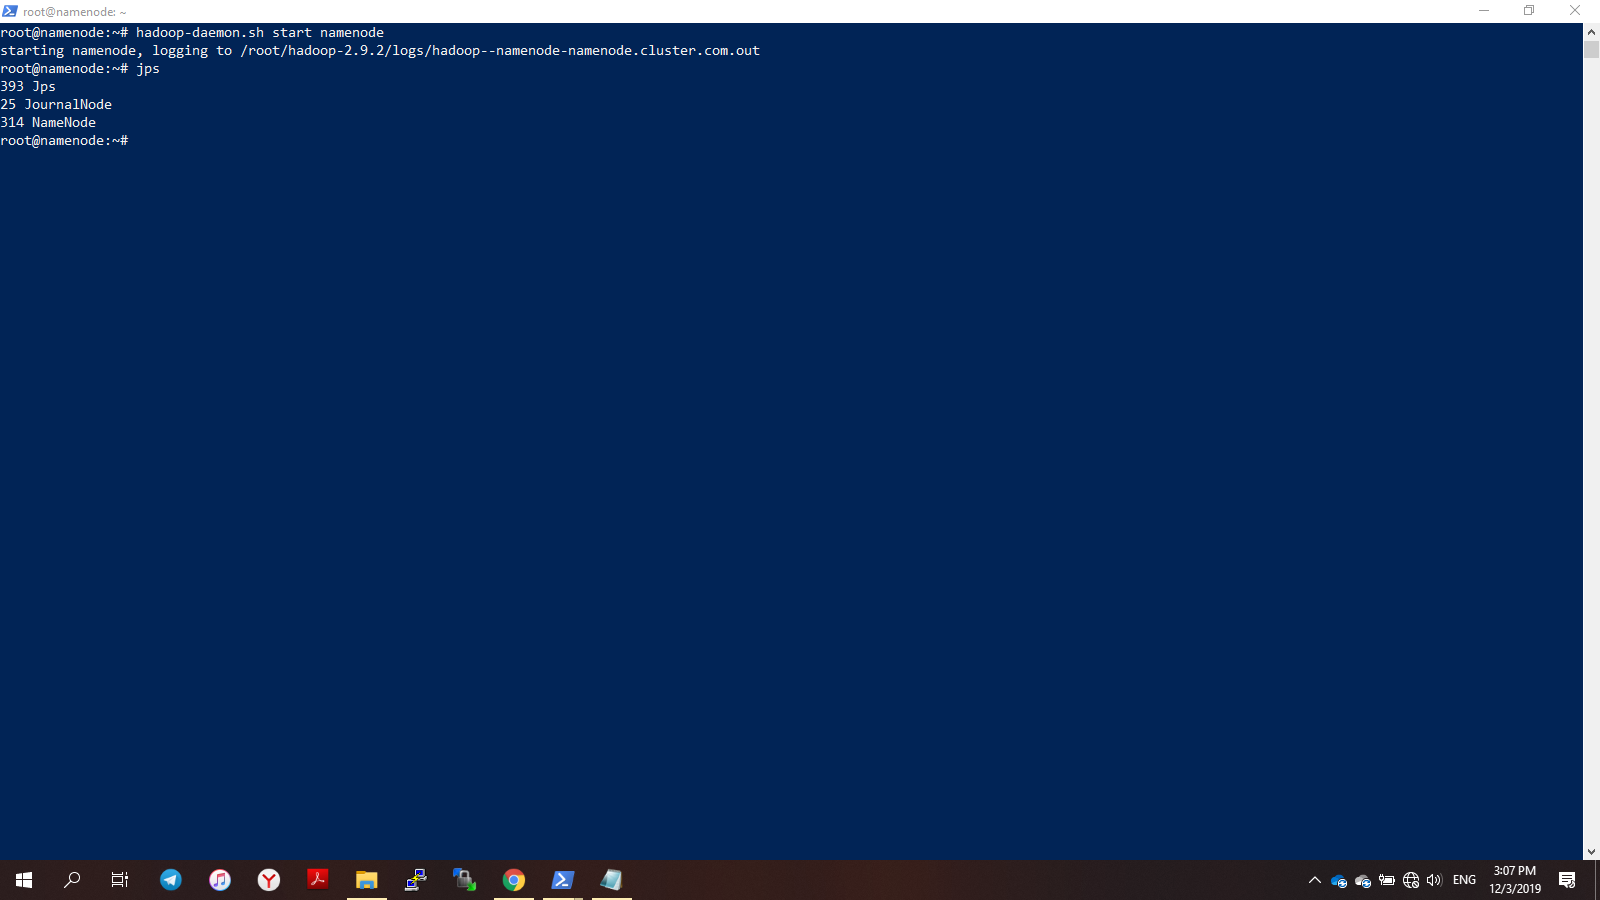 root@namenode: ~
root@namenode:~# hadoop-daemon.sh start namenode
starting namenode, logging to /root/hadoop-2.9.2/logs/hadoop--namenode-namenode.cluster.com.out
root@namenode:~# jps
393 Jps
25 JournalNode
314 NameNode
root@namenode:~#
ENG
3:07 PM
12/3/2019